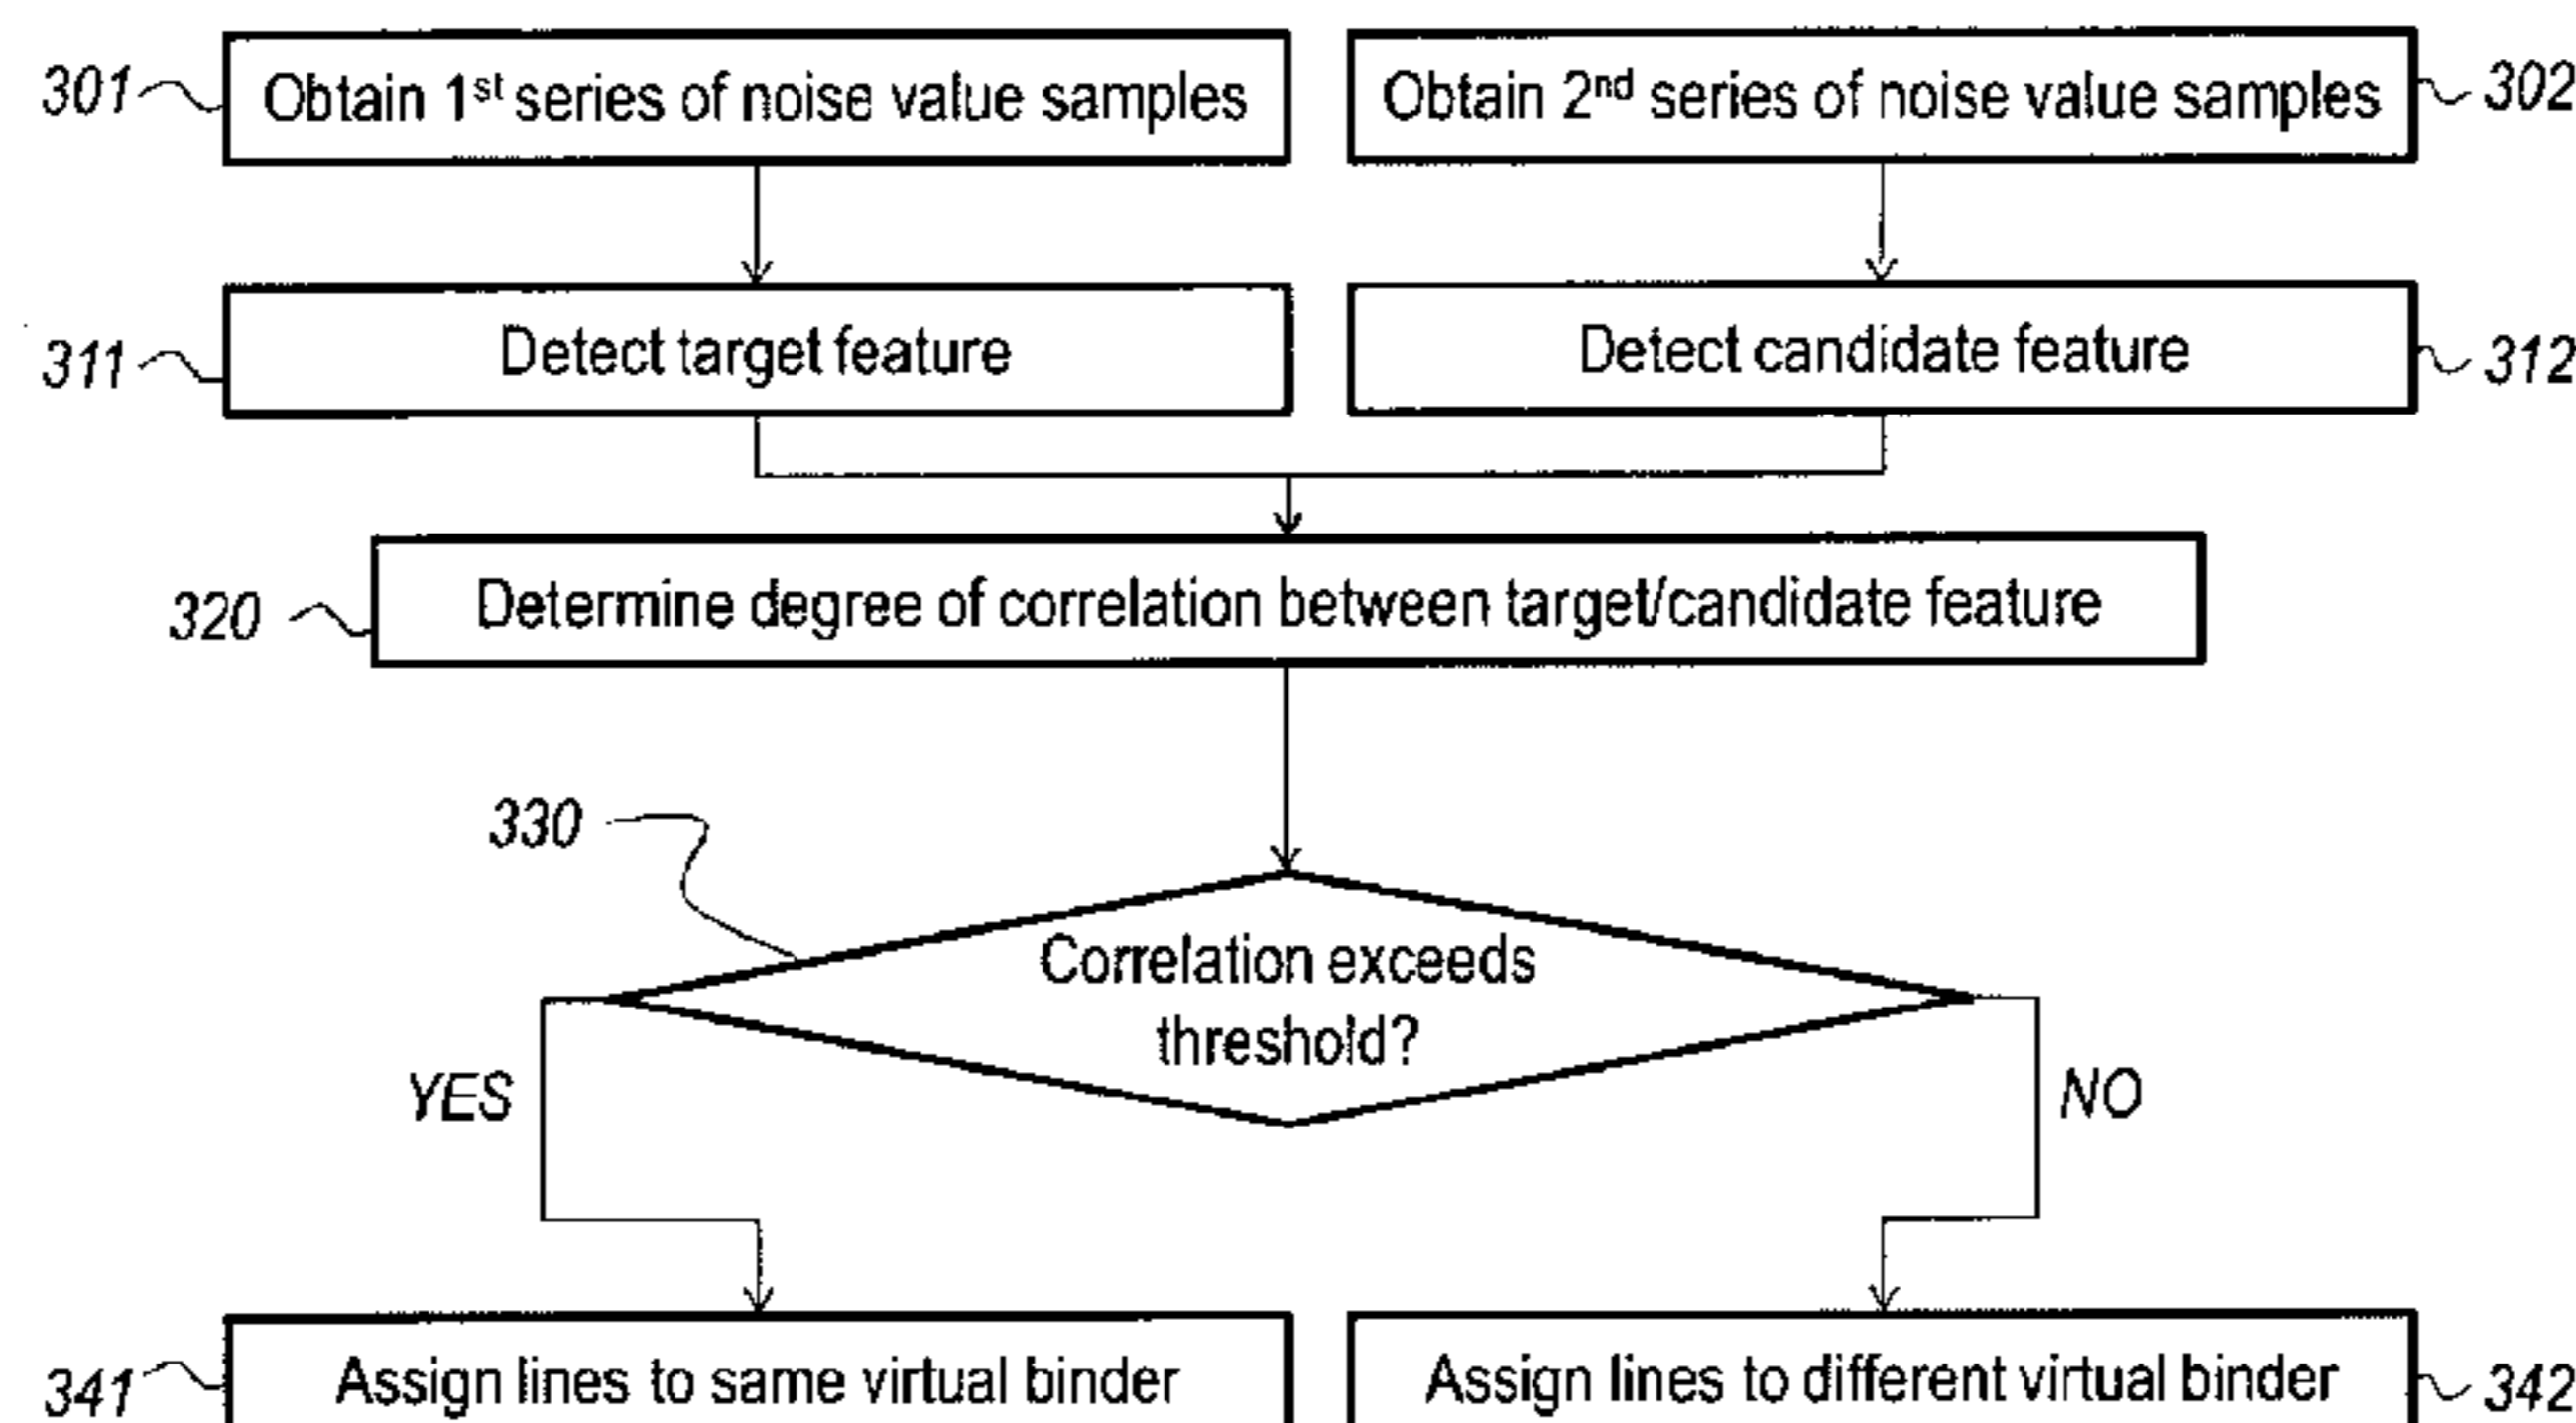 301
Obtain 1st series of noise value samples
Obtain 2nd series of noise value samples
302
311
Detect target feature
Detect candidate feature
312
320
Determine degree of correlation between target/candidate feature
330
Correlation exceeds
threshold?
YES
NO
341
Assign lines to same virtual binder
Assign lines to different virtual binder
342